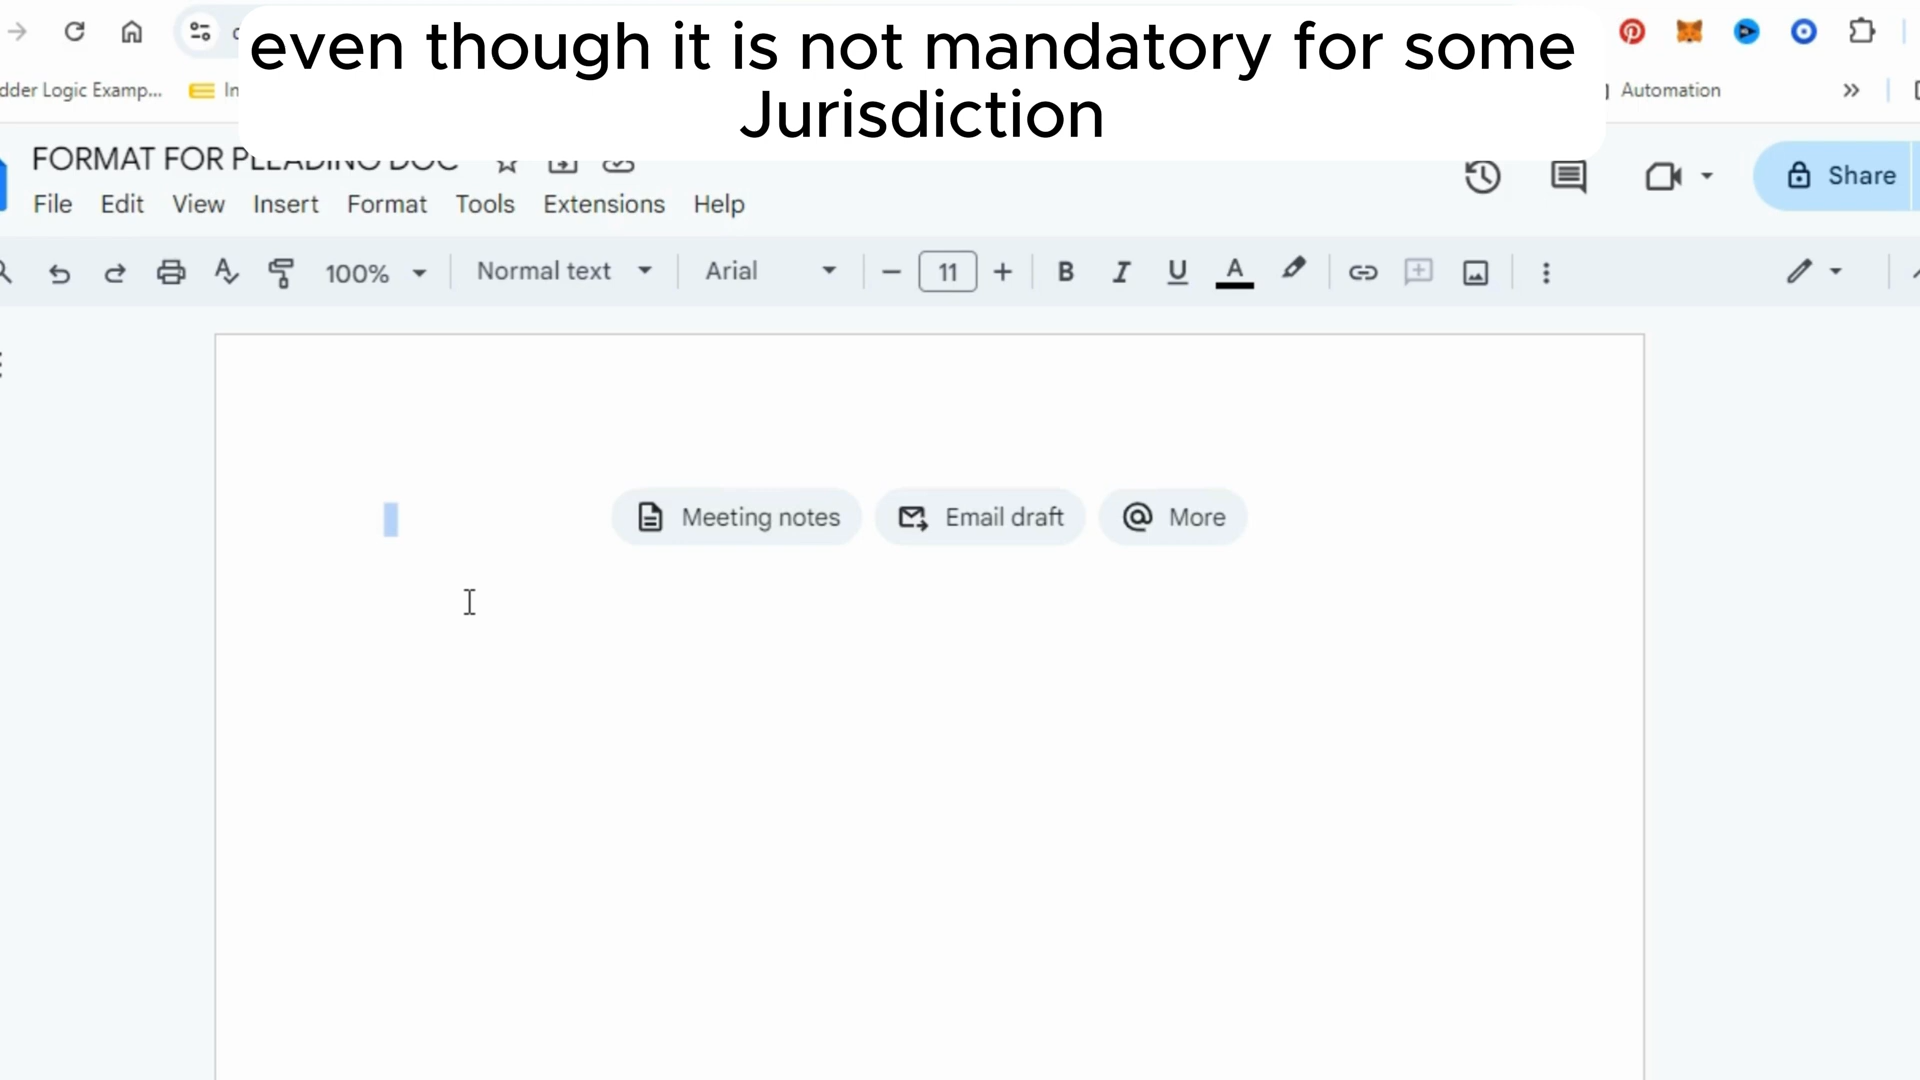 even though it is not mandatory for some
Jurisdiction
dder Logic Examp...
In
Automation
FORMAT FOR PLEADING DOC
Share
File Edit View Insert Format Tools Extensions Help
100% Normal text Arial 11 B I U A
Meeting notes Email draft More